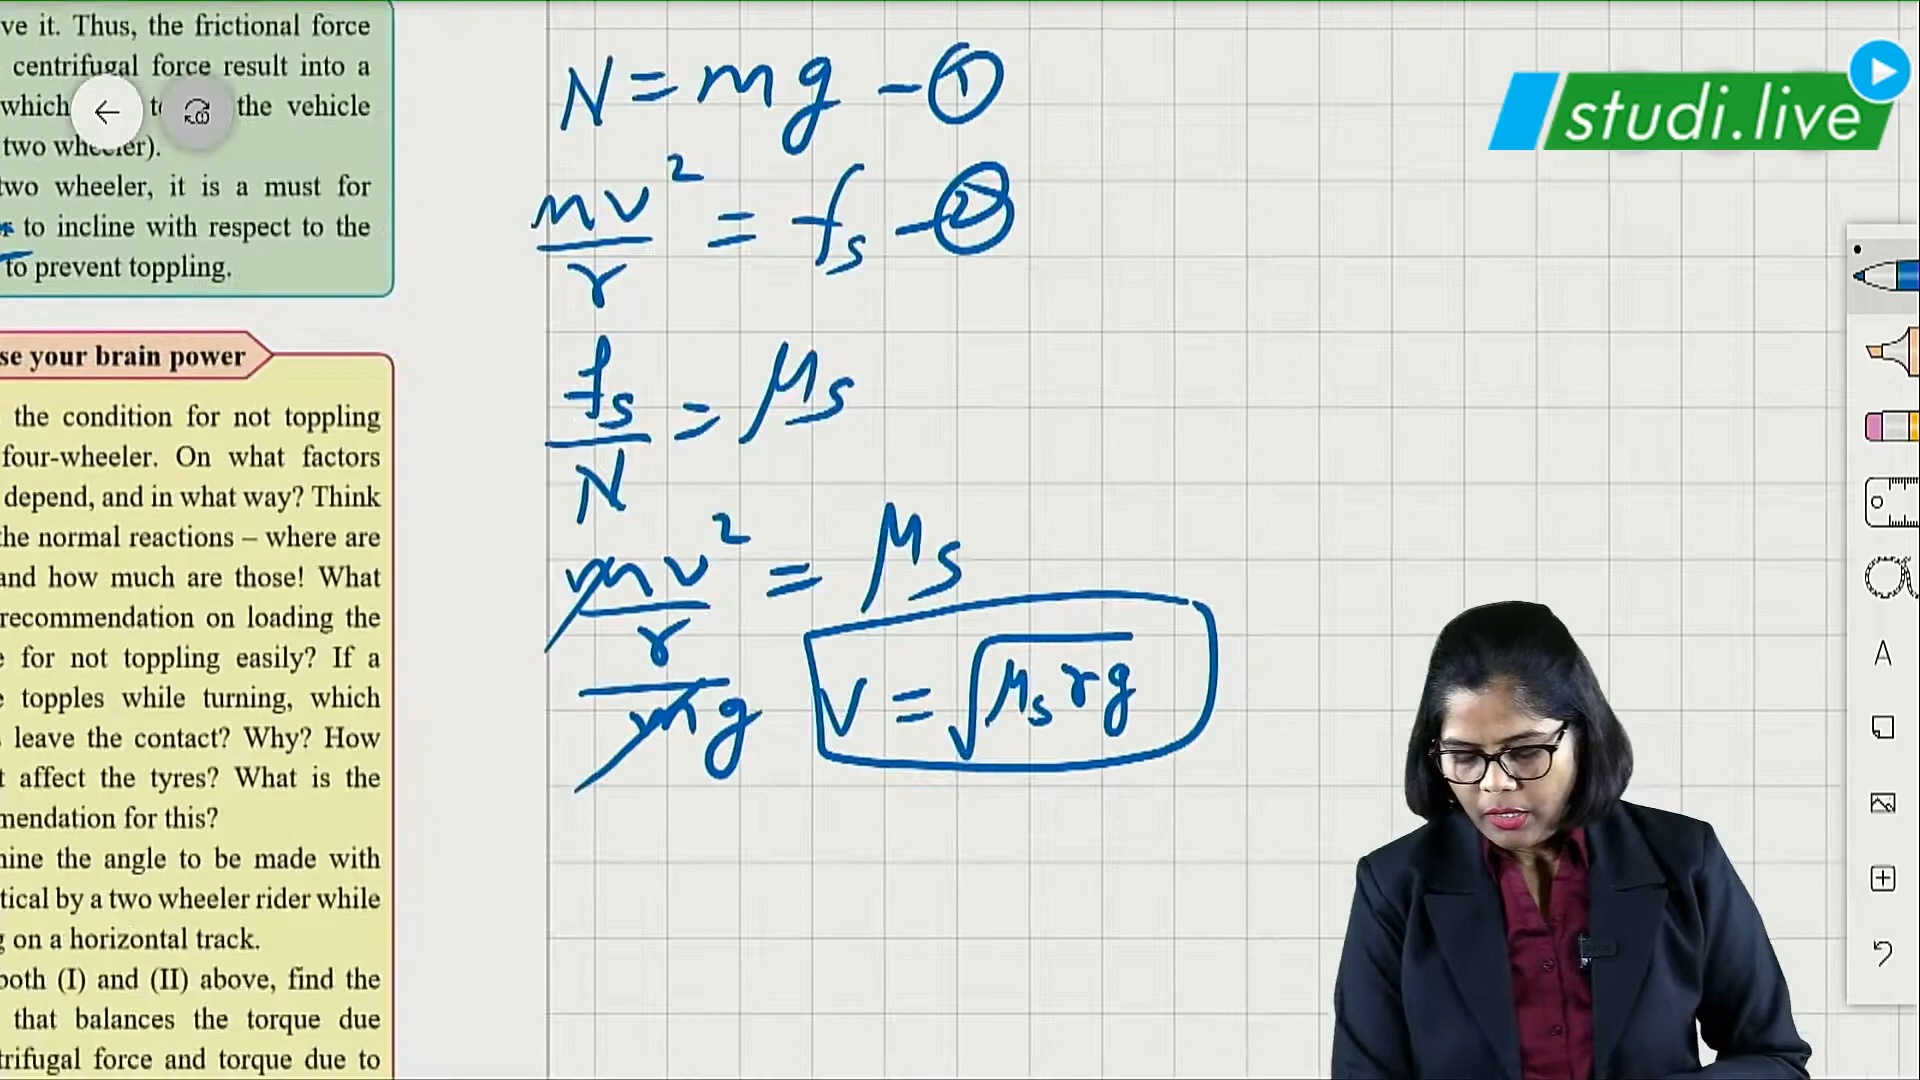 ve it. Thus, the frictional force
centrifugal force result into a
which the vehicle
two wheeler).
two wheeler, it is a must for
to incline with respect to the
to prevent toppling.
se your brain power
the condition for not toppling
four-wheeler. On what factors
depend, and in what way? Think
the normal reactions – where are
and how much are those! What
recommendation on loading the
e for not toppling easily? If a
e topples while turning, which
s leave the contact? Why? How
t affect the tyres? What is the
mendation for this?
nine the angle to be made with
tical by a two wheeler rider while
g on a horizontal track.
both (I) and (II) above, find the
that balances the torque due
trifugal force and torque due to
N = mg - ①
mv² / r = fs - ②
fs / N = μs
mv² / r / mg = μs
v = √μs rg
studi.live
A